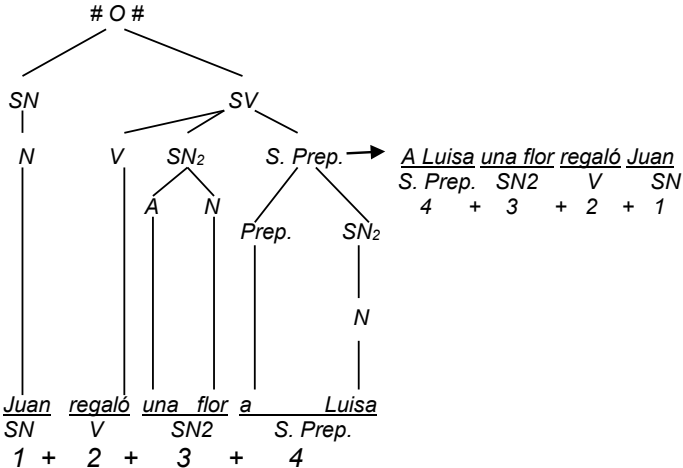 # O #
SN SV
N V SN₂ S. Prep. A Luisa una flor regaló Juan
S. Prep. SN2 V SN
4 + 3 + 2 + 1
A N Prep. SN₂
N
Juan regaló una flor a Luisa
SN V SN2 S. Prep.
1 + 2 + 3 + 4